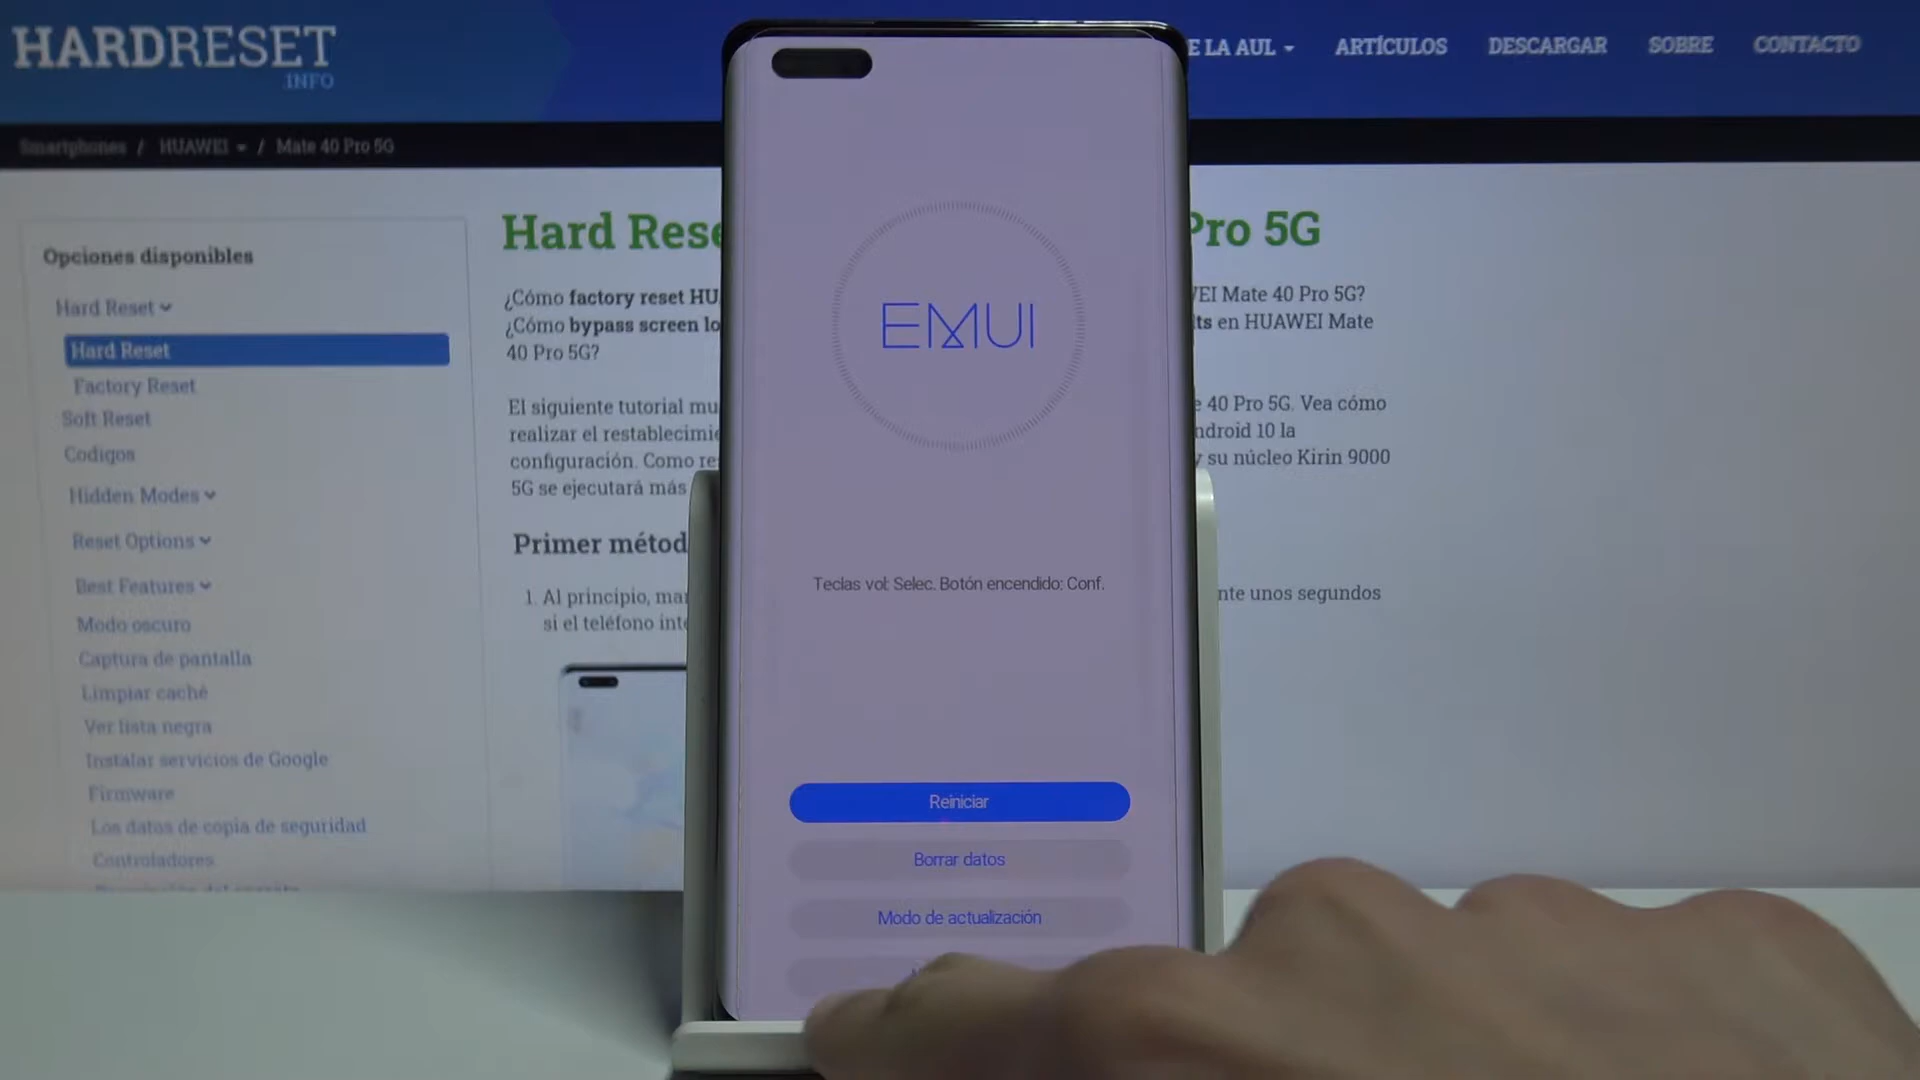 HARDRESET
.INFO
E LA AUL
ARTÍCULOS
DESCARGAR
SOBRE
CONTACTO
Smartphones / HUAWEI / Mate 40 Pro 5G
Opciones disponibles
Hard Reset
Hard Reset
Factory Reset
Soft Reset
Codigos
Hidden Modes
Reset Options
Best Features
Modo oscuro
Captura de pantalla
Limpiar caché
Ver lista negra
Instalar servicios de Google
Firmware
Los datos de copia de seguridad
Controladores
Hard Rese Pro 5G
¿Cómo factory reset HU WEI Mate 40 Pro 5G?
¿Cómo bypass screen lo lts en HUAWEI Mate
40 Pro 5G?
El siguiente tutorial mu e 40 Pro 5G. Vea cómo
realizar el restablecimie ndroid 10 la
configuración. Como re y su núcleo Kirin 9000
5G se ejecutará más
Primer métod
1. Al principio, ma nte unos segundos
si el teléfono inte
EMUI
Teclas vol: Selec. Botón encendido: Conf.
Reiniciar
Borrar datos
Modo de actualización